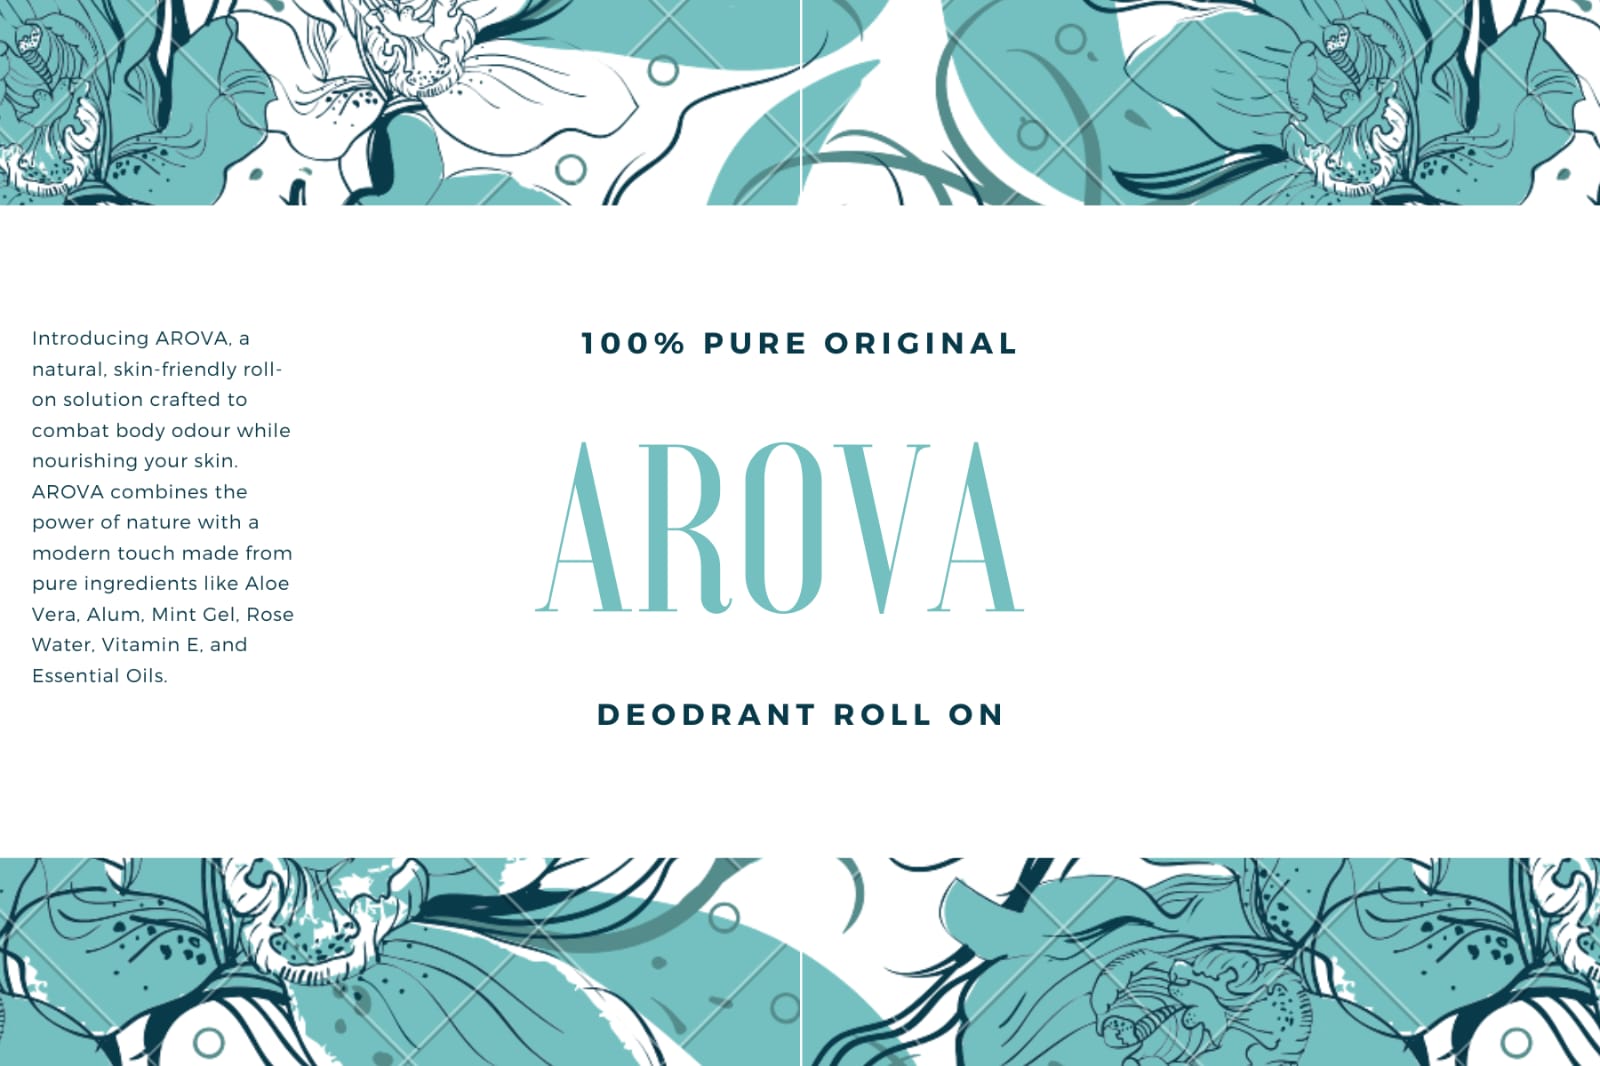 Introducing AROVA, a
natural, skin-friendly roll-
on solution crafted to
combat body odour while
nourishing your skin.
AROVA combines the
power of nature with a
modern touch made from
pure ingredients like Aloe
Vera, Alum, Mint Gel, Rose
Water, Vitamin E, and
Essential Oils.
100% PURE ORIGINAL
AROVA
DEODRANT ROLL ON